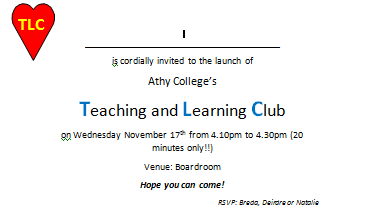 TLC
I
is cordially invited to the launch of
Athy College's
Teaching and Learning Club
on Wednesday November 17th from 4.10pm to 4.30pm (20
minutes only!!)
Venue: Boardroom
Hope you can come!
RSVP: Breda, Deirdre or Natalie